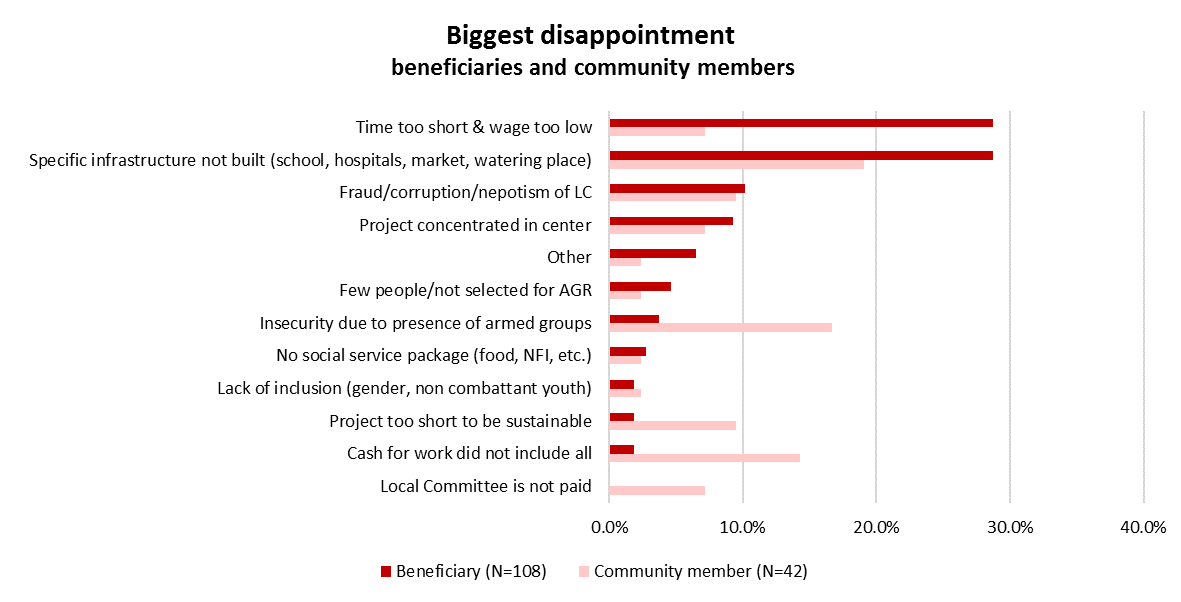 Biggest disappointment
beneficiaries and community members
Time too short & wage too low
Specific infrastructure not built (school, hospitals, market, watering place)
Fraud/corruption/nepotism of LC
Project concentrated in center
Other
Few people/not selected for AGR
Insecurity due to presence of armed groups
No social service package (food, NFI, etc.)
Lack of inclusion (gender, non combattant youth)
Project too short to be sustainable
Cash for work did not include all
Local Committee is not paid
0.0% 10.0% 20.0% 30.0% 40.0%
Beneficiary (N=108) Community member (N=42)